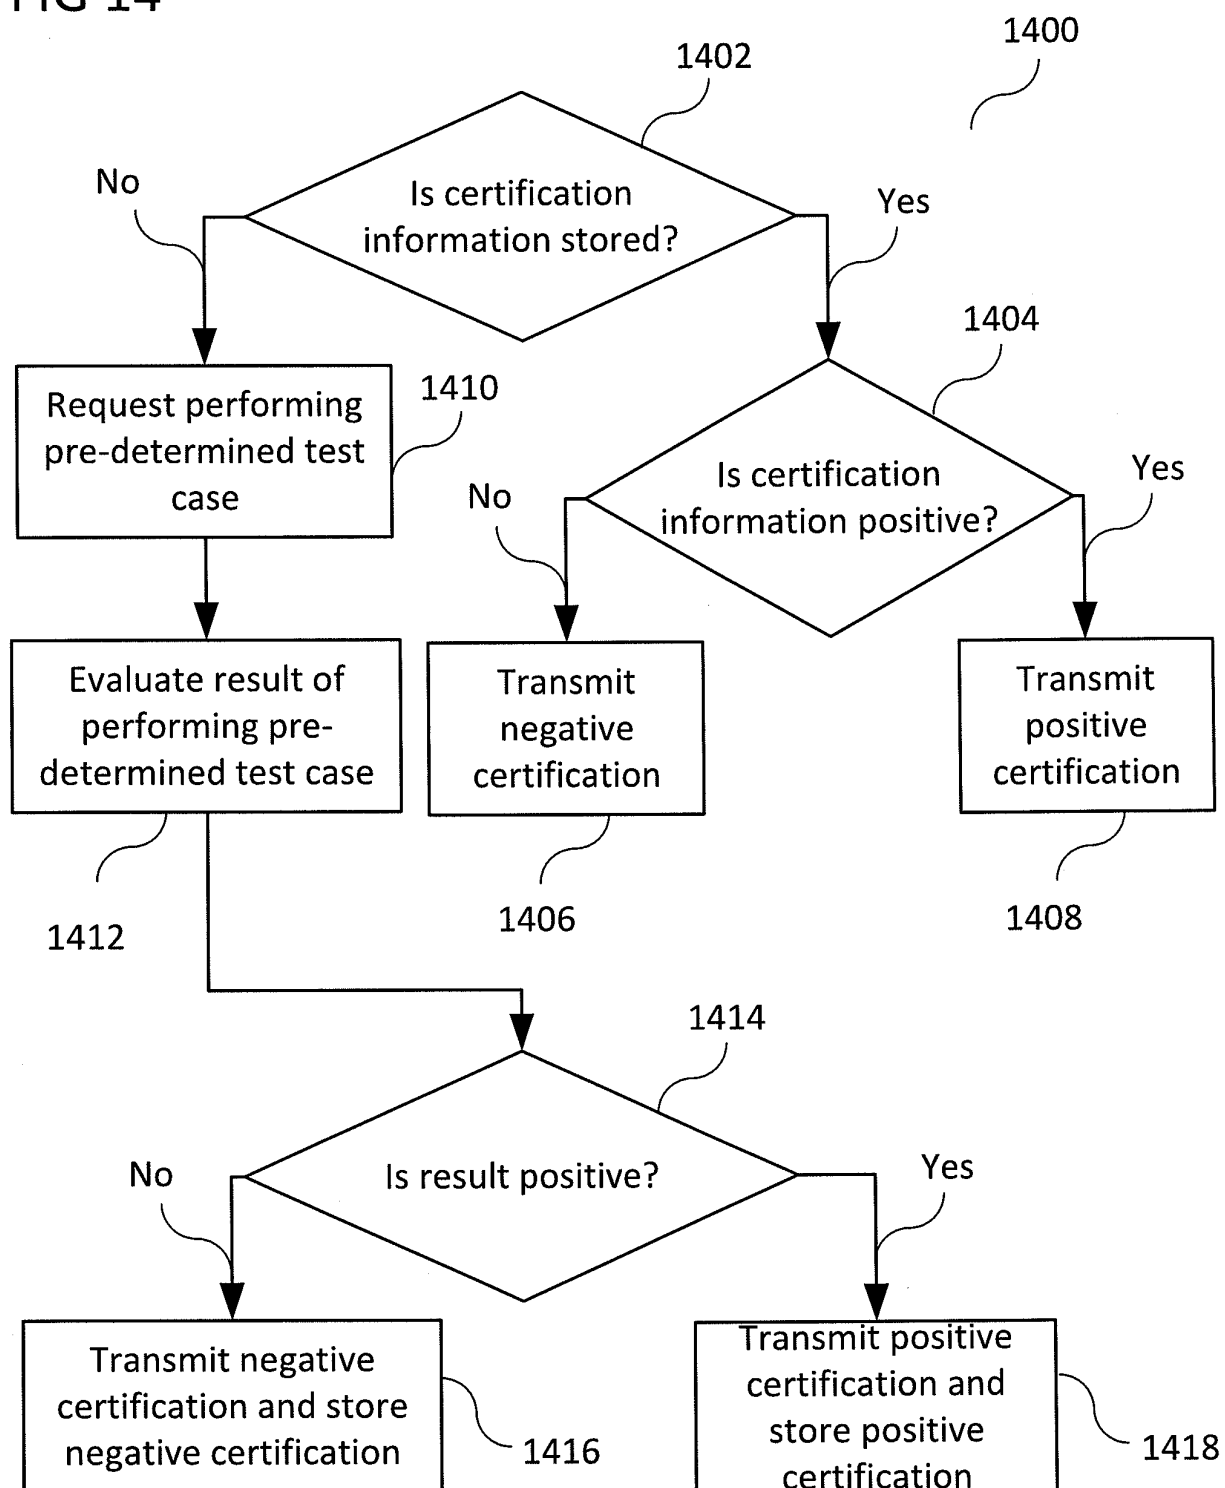 FIG 14
1400
1402
No
Is certification
information stored?
Yes
1404
Request performing
pre-determined test
case
1410
No
Is certification
information positive?
Yes
Evaluate result of
performing pre-
determined test case
Transmit
negative
certification
Transmit
positive
certification
1412
1406
1408
1414
No
Is result positive?
Yes
Transmit negative
certification and store
negative certification
1416
Transmit positive
certification and
store positive
certification
1418